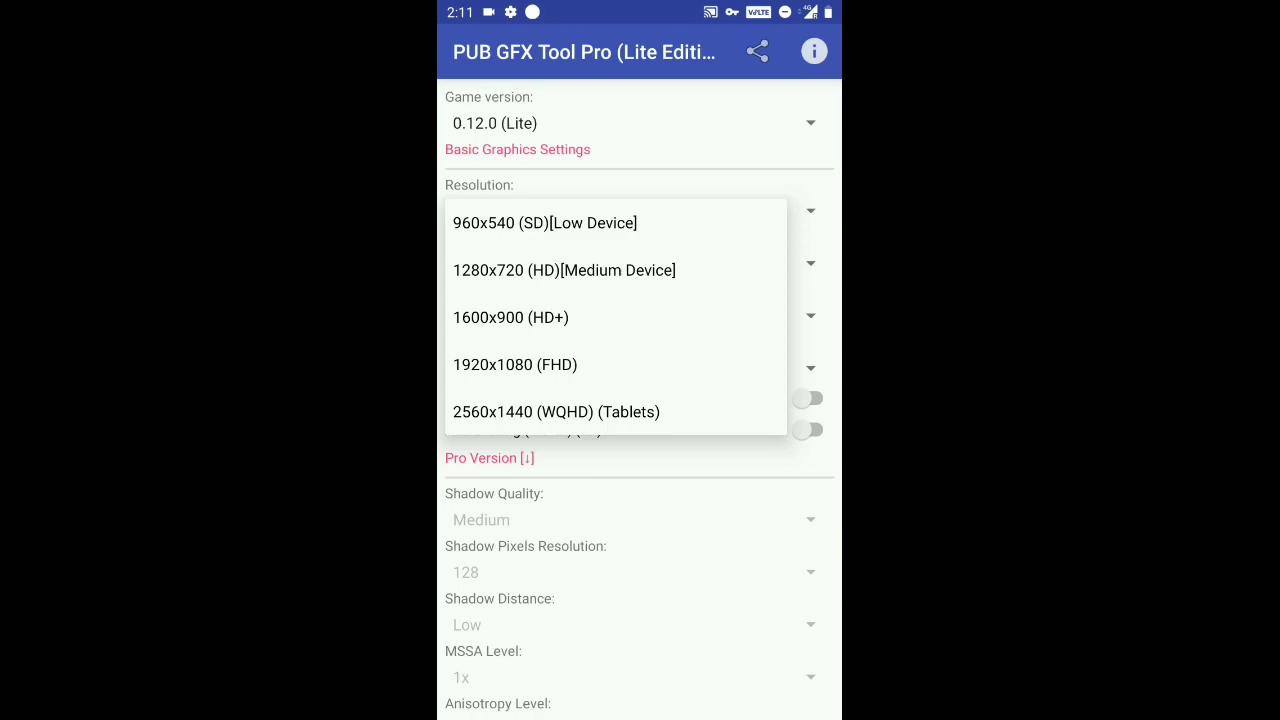 2:11 VoLTE 4G R
PUB GFX Tool Pro (Lite Editi...
Game version:
0.12.0 (Lite)
Basic Graphics Settings
Resolution:
960x540 (SD)[Low Device]
1280x720 (HD)[Medium Device]
1600x900 (HD+)
1920x1080 (FHD)
2560x1440 (WQHD) (Tablets)
Pro Version [↓]
Shadow Quality:
Medium
Shadow Pixels Resolution:
128
Shadow Distance:
Low
MSSA Level:
1x
Anisotropy Level: